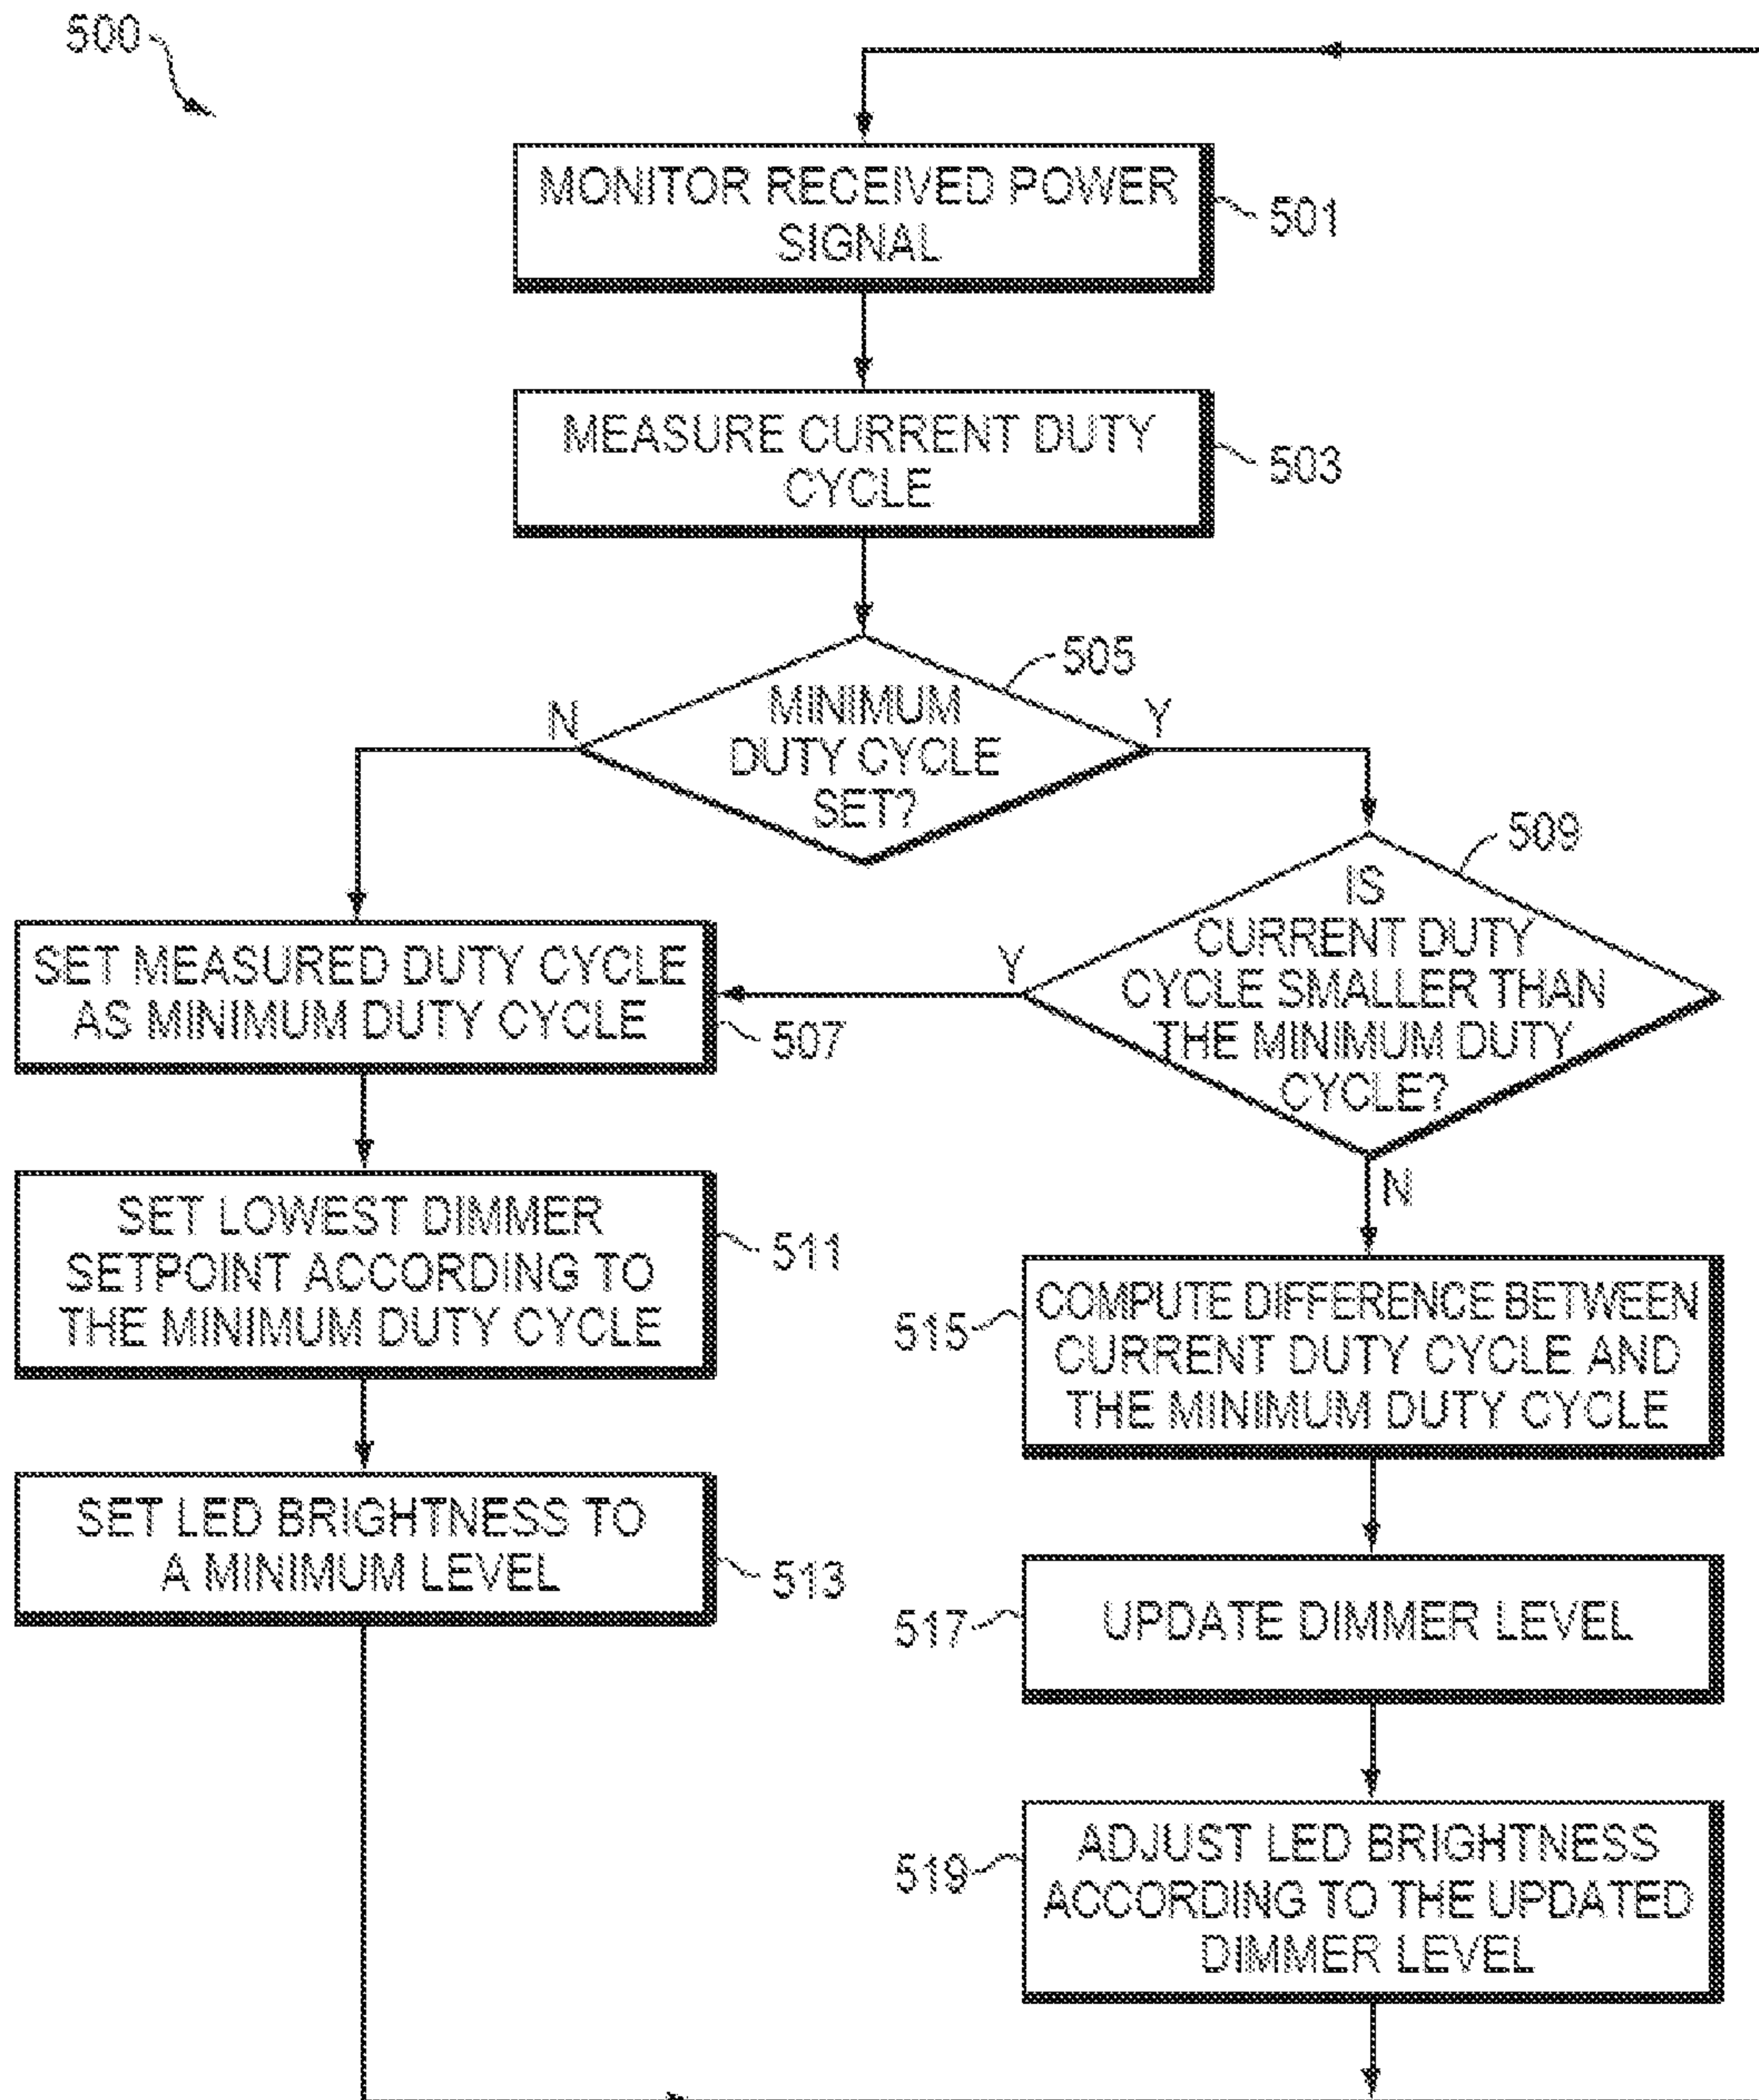 500
MONITOR RECEIVED POWER
SIGNAL
501
MEASURE CURRENT DUTY
CYCLE
503
MINIMUM
DUTY CYCLE
SET?
505
N
Y
IS
CURRENT DUTY
CYCLE SMALLER THAN
THE MINIMUM DUTY
CYCLE?
509
Y
N
SET MEASURED DUTY CYCLE
AS MINIMUM DUTY CYCLE
507
SET LOWEST DIMMER
SETPOINT ACCORDING TO
THE MINIMUM DUTY CYCLE
511
SET LED BRIGHTNESS TO
A MINIMUM LEVEL
513
515
COMPUTE DIFFERENCE BETWEEN
CURRENT DUTY CYCLE AND
THE MINIMUM DUTY CYCLE
517
UPDATE DIMMER LEVEL
519
ADJUST LED BRIGHTNESS
ACCORDING TO THE UPDATED
DIMMER LEVEL